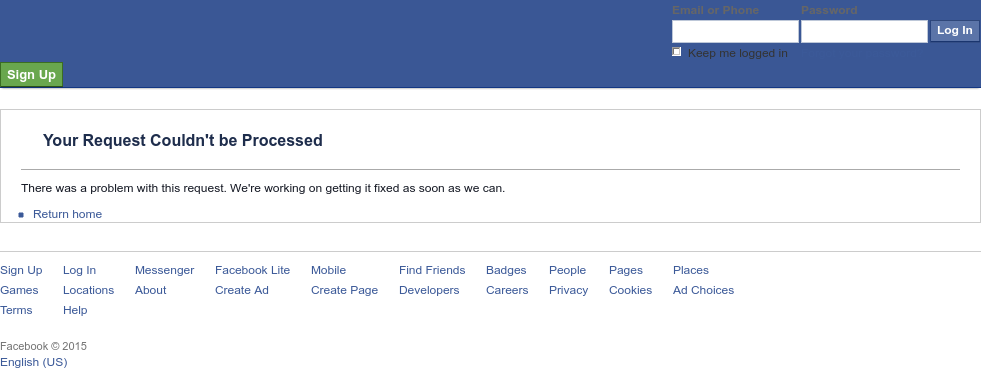 Email or Phone Password
Keep me logged in Log In
Sign Up
Your Request Couldn't be Processed
There was a problem with this request. We're working on getting it fixed as soon as we can.
Return home
Sign Up Log In Messenger Facebook Lite Mobile Find Friends Badges People Pages Places
Games Locations About Create Ad Create Page Developers Careers Privacy Cookies Ad Choices
Terms Help
Facebook © 2015
English (US)